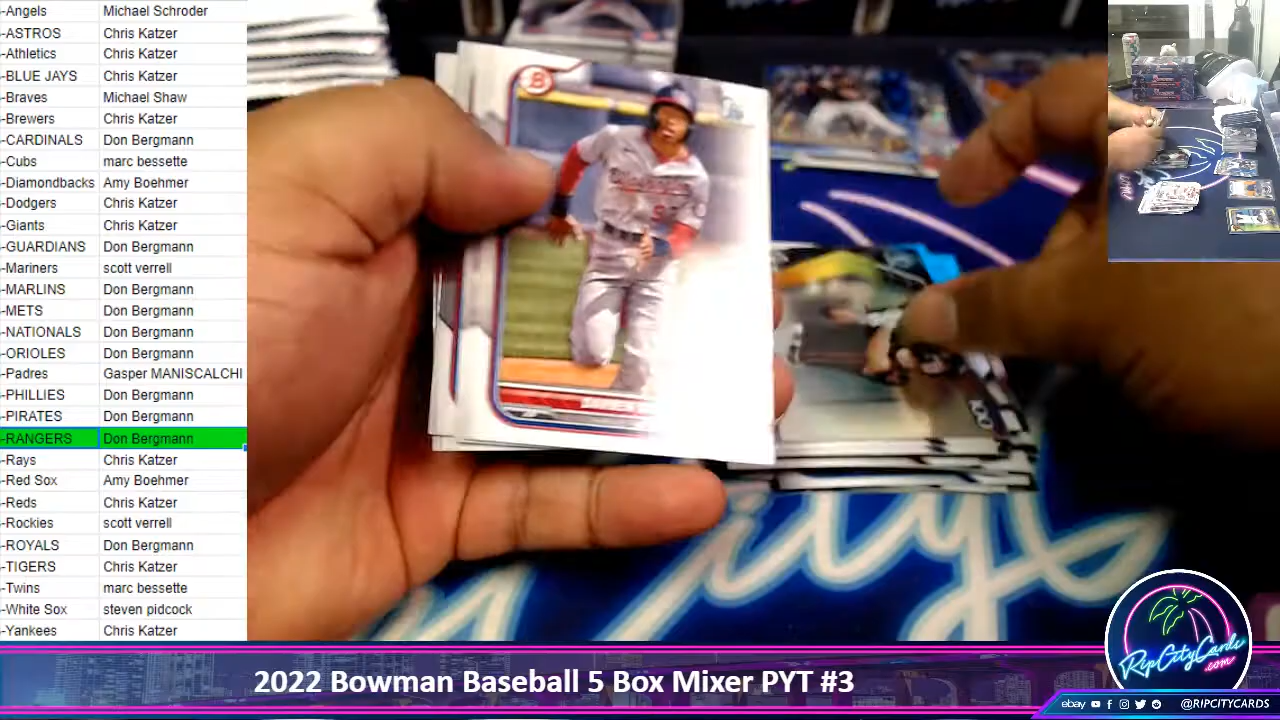 -Angels Michael Schroder
-ASTROS Chris Katzer
-Athletics Chris Katzer
-BLUE JAYS Chris Katzer
-Braves Michael Shaw
-Brewers Chris Katzer
-CARDINALS Don Bergmann
-Cubs marc bessette
-Diamondbacks Amy Boehmer
-Dodgers Chris Katzer
-Giants Chris Katzer
-GUARDIANS Don Bergmann
-Mariners scott verrell
-MARLINS Don Bergmann
-METS Don Bergmann
-NATIONALS Don Bergmann
-ORIOLES Don Bergmann
-Padres Gasper MANISCALCHI
-PHILLIES Don Bergmann
-PIRATES Don Bergmann
-RANGERS Don Bergmann
-Rays Chris Katzer
-Red Sox Amy Boehmer
-Reds Chris Katzer
-Rockies scott verrell
-ROYALS Don Bergmann
-TIGERS Chris Katzer
-Twins marc bessette
-White Sox steven pidcock
-Yankees Chris Katzer
B
2022 Bowman Baseball 5 Box Mixer PYT #3
RipCityCards
.com
ebay @RIPCITYCARDS